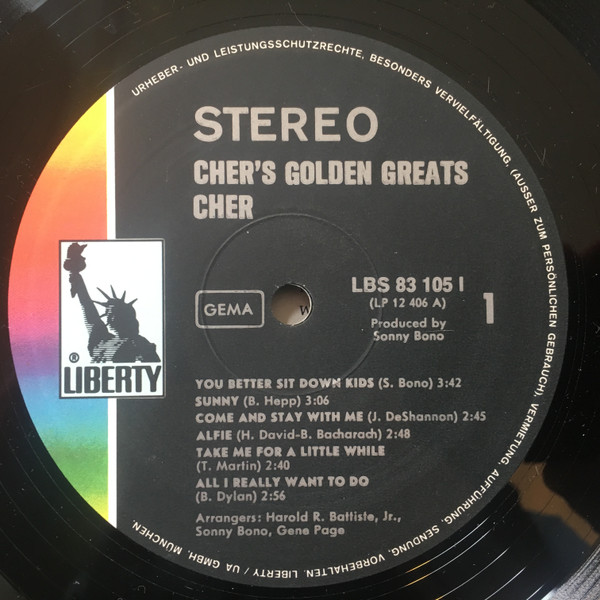 URHEBER- UND LEISTUNGSSCHUTZRECHTE, BESONDERS VERVIELFÄLTIGUNG, (AUSSER ZUM PERSÖNLICHEN GEBRAUCH), VERMIETUNG, AUFFÜHRUNG, SENDUNG, VORBEHALTEN. LIBERTY / UA GMBH, MÜNCHEN.
STEREO
CHER'S GOLDEN GREATS
CHER
LBS 83 105 I
(LP 12 406 A)
1
GEMA
Produced by
Sonny Bono
® LIBERTY
YOU BETTER SIT DOWN KIDS (S. Bono) 3:42
SUNNY (B. Hepp) 3:06
COME AND STAY WITH ME (J. DeShannon) 2:45
ALFIE (H. David-B. Bacharach) 2:48
TAKE ME FOR A LITTLE WHILE
(T. Martin) 2:40
ALL I REALLY WANT TO DO
(B. Dylan) 2:56
Arrangers: Harold R. Battiste, Jr.,
Sonny Bono, Gene Page